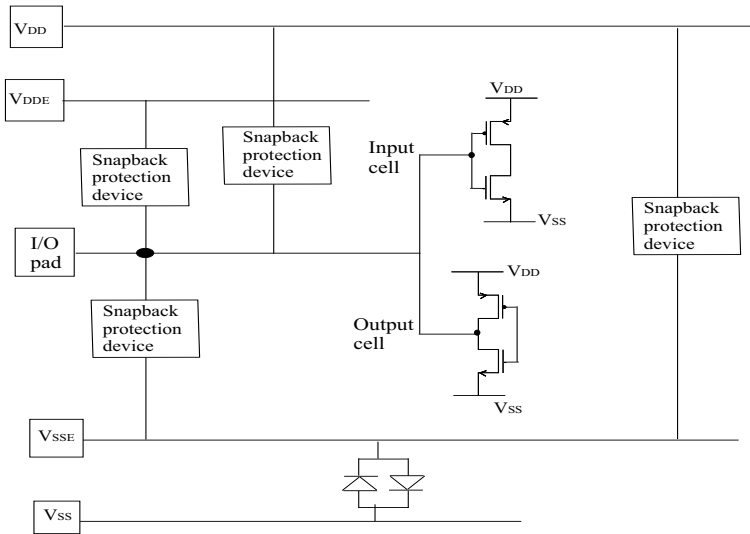 VDD
VDDE
VDD
Snapback
protection
device
Snapback
protection
device
Input
cell
VSS
Snapback
protection
device
I/O
pad
VDD
Snapback
protection
device
Output
cell
VSS
VSSE
VSS